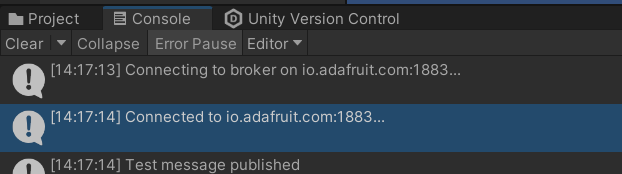 Project Console Unity Version Control
Clear Collapse Error Pause Editor
[14:17:13] Connecting to broker on io.adafruit.com:1883...
[14:17:14] Connected to io.adafruit.com:1883...
[14:17:14] Test message published